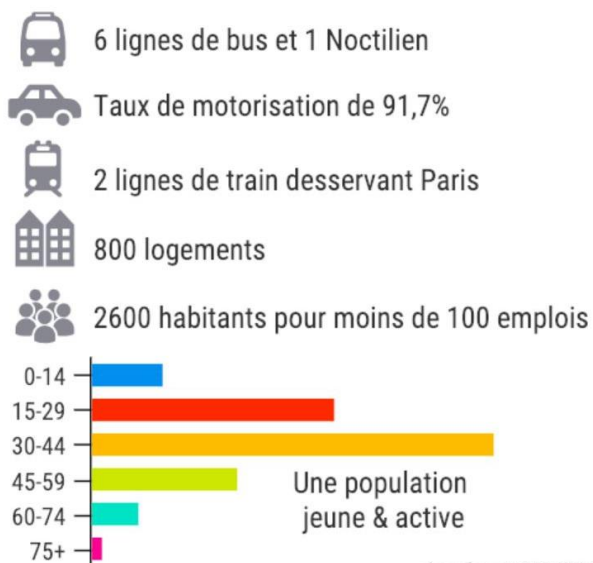 6 lignes de bus et 1 Noctilien
Taux de motorisation de 91,7%
2 lignes de train desservant Paris
800 logements
2600 habitants pour moins de 100 emplois
0-14
15-29
30-44
45-59
60-74
75+
Une population
jeune & active